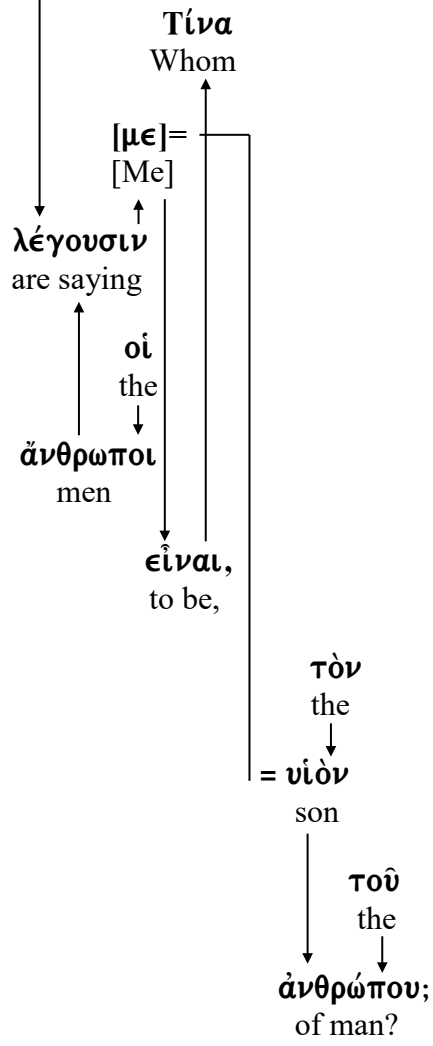 Τίνα
Whom
[με]=
[Me]
λέγουσιν
are saying
οἱ
the
ἄνθρωποι
men
εἶναι,
to be,
τὸν
the
= υἱὸν
son
τοῦ
the
ἀνθρώπου;
of man?